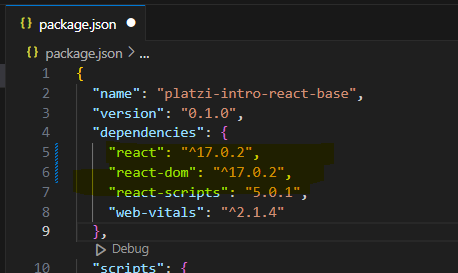 package.json
package.json > ...
1 {
2 "name": "platzi-intro-react-base",
3 "version": "0.1.0",
4 "dependencies": {
5 "react": "^17.0.2",
6 "react-dom": "^17.0.2",
7 "react-scripts": "5.0.1",
8 "web-vitals": "^2.1.4"
9 },
Debug
10 "scripts": {